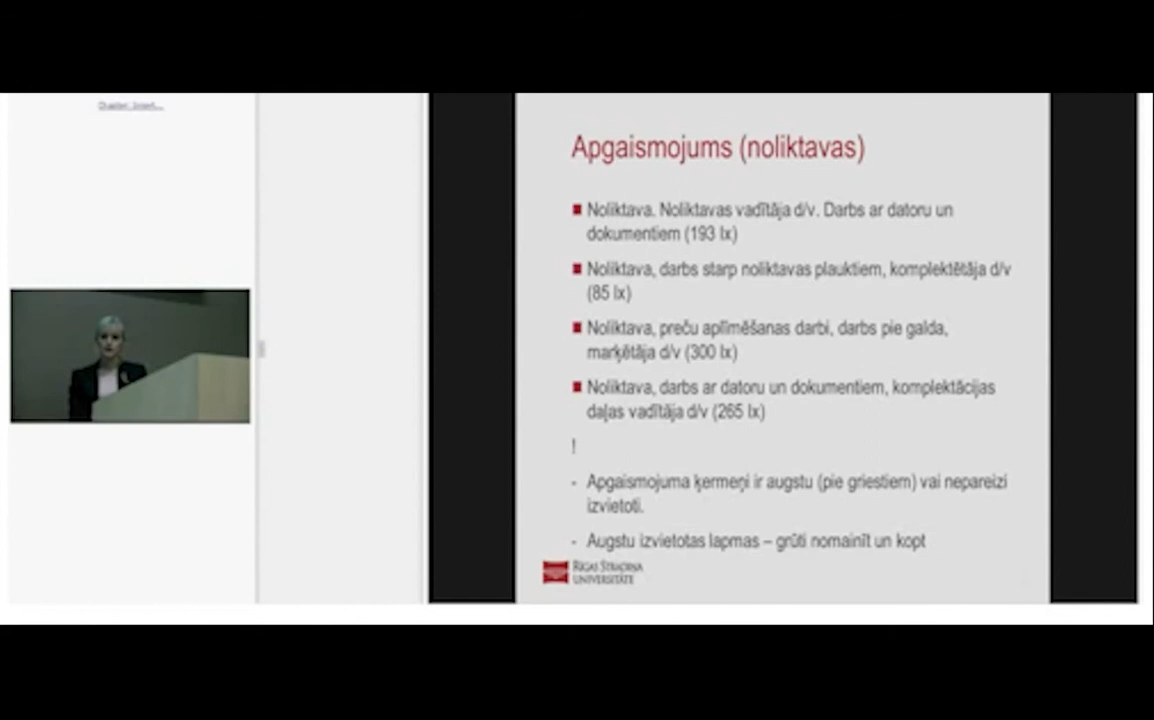 Apgaismojums (noliktavas)
Noliktava. Noliktavas vadītāja d/v. Darbs ar datoru un
dokumentiem (193 lx)
Noliktava, darbs starp noliktavas plauktiem, komplektētāja d/v
(85 lx)
Noliktava, preču aplīmēšanas darbi, darbs pie galda,
marķētāja d/v (300 lx)
Noliktava, darbs ar datoru un dokumentiem, komplektācijas
daļas vadītāja d/v (265 lx)
!
- Apgaismojuma ķermeņi ir augstu (pie griestiem) vai nepareizi
izvietoti.
- Augstu izvietotas lapmas – grūti nomainīt un kopt
RĪGAS STRADIŅA
UNIVERSITĀTE